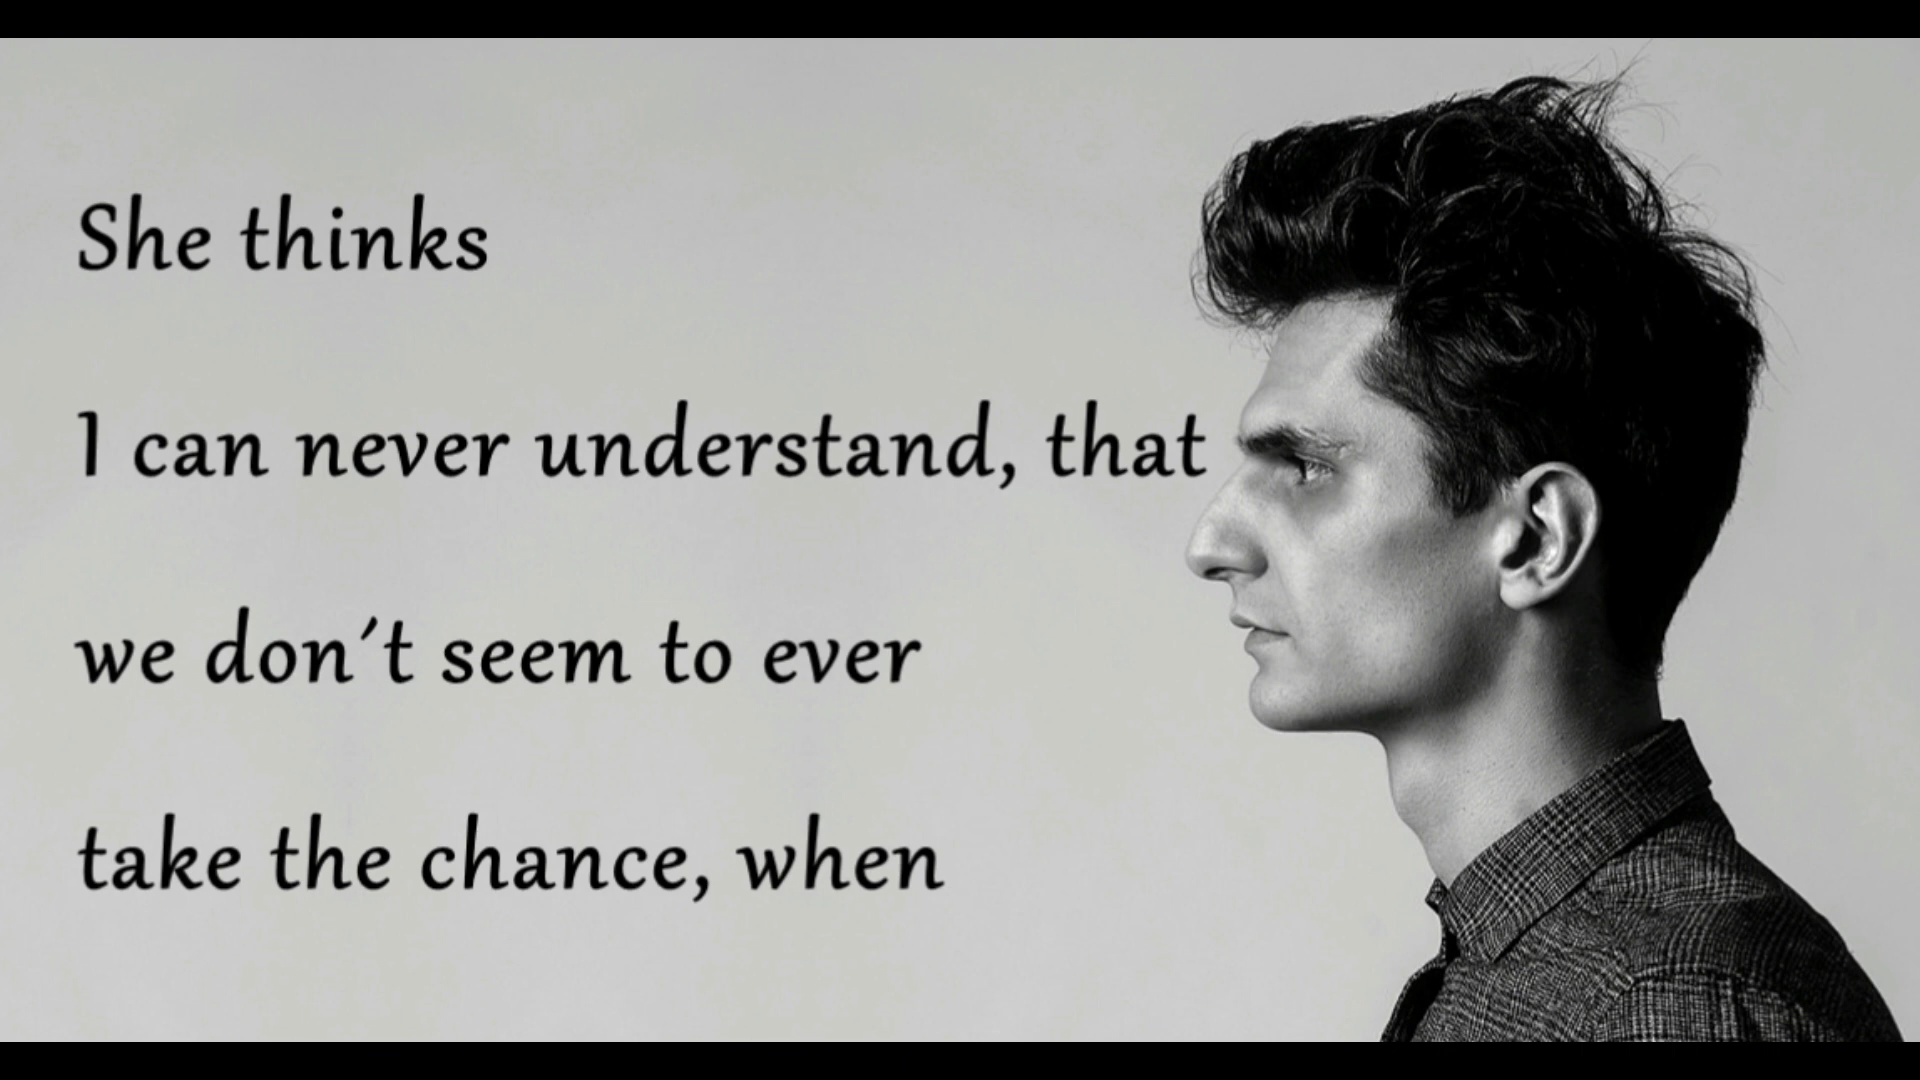 She thinks
I can never understand, that
we don´t seem to ever
take the chance, when